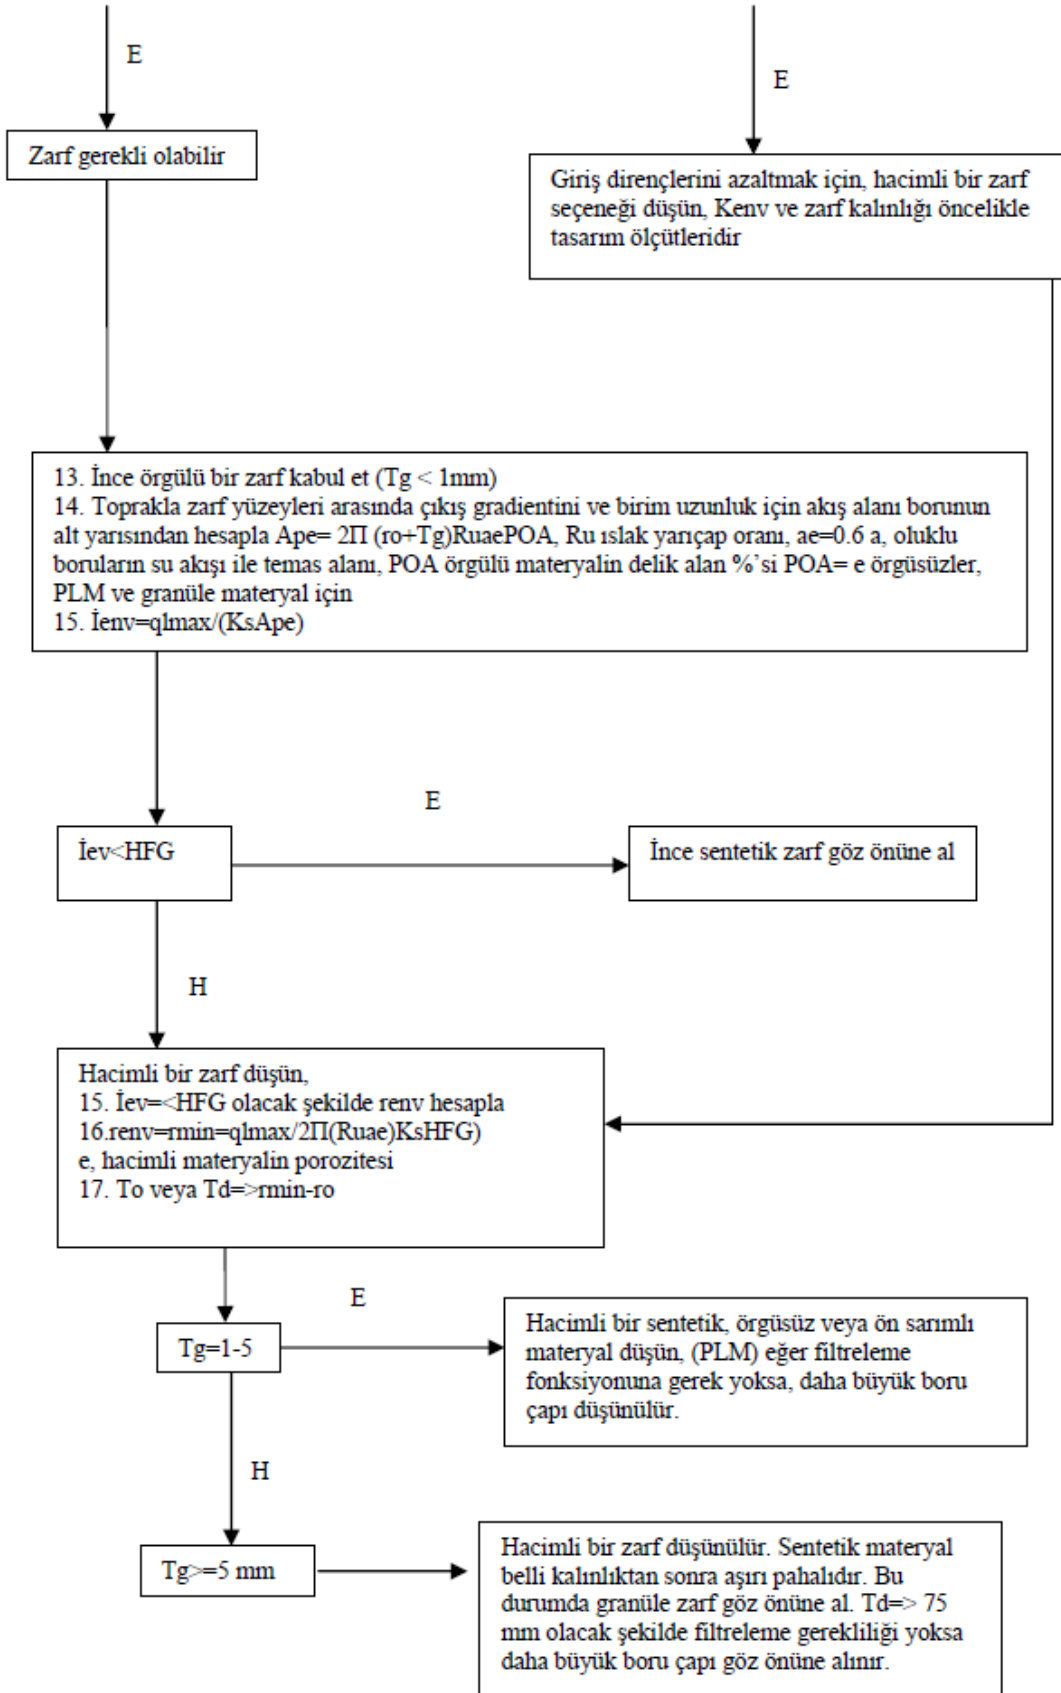 E
E
Zarf gerekli olabilir
Giriş dirençlerini azaltmak için, hacimli bir zarf
seçeneği düşün, Kenv ve zarf kalınlığı öncelikle
tasarım ölçütleridir
13. İnce örgülü bir zarf kabul et (Tg < 1mm)
14. Toprakla zarf yüzeyleri arasında çıkış gradientini ve birim uzunluk için akış alanı borunun
alt yarısından hesapla Ape= 2Π (ro+Tg)RuaePOA, Ru ıslak yarıçap oranı, ae=0.6 a, oluklu
boruların su akışı ile temas alanı, POA örgülü materyalin delik alan %'si POA= e örgüsüzler,
PLM ve granüle materyal için
15. İenv=qlmax/(KsApe)
E
İev<HFG
İnce sentetik zarf göz önüne al
H
Hacimli bir zarf düşün,
15. İev=<HFG olacak şekilde renv hesapla
16.renv=rmin=qlmax/2Π(Ruae)KsHFG)
e, hacimli materyalin porozitesi
17. To veya Td=>rmin-ro
E
Tg=1-5
Hacimli bir sentetik, örgüsüz veya ön sarımlı
materyal düşün, (PLM) eğer filtreleme
fonksiyonuna gerek yoksa, daha büyük boru
çapı düşünülür.
H
Tg>=5 mm
Hacimli bir zarf düşünülür. Sentetik materyal
belli kalınlıktan sonra aşırı pahalıdır. Bu
durumda granüle zarf göz önüne al. Td=> 75
mm olacak şekilde filtreleme gerekliliği yoksa
daha büyük boru çapı göz önüne alınır.